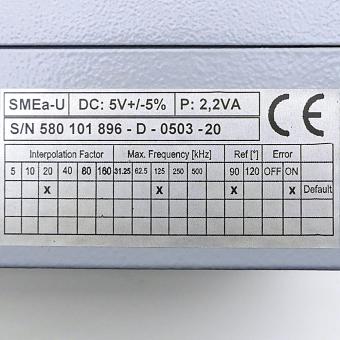 SMEa-U DC: 5V+/-5% P: 2,2VA CE
S/N 580 101 896 - D - 0503 - 20
Interpolation Factor Max. Frequency [kHz] Ref [°] Error
5 10 20 40 80 160 31.25 62.5 125 250 500 90 120 OFF ON
x x x x Default